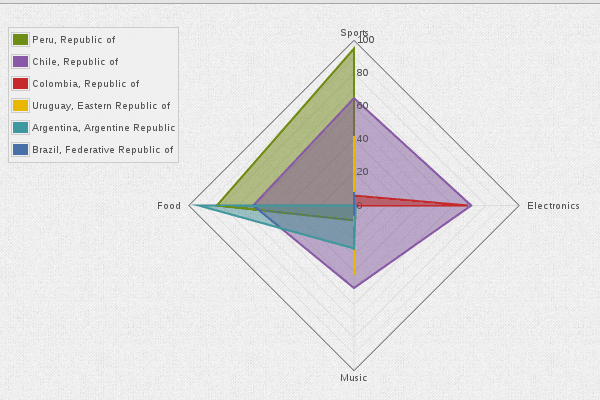 Sports
100
Peru, Republic of
Chile, Republic of
80
Colombia, Republic of
Uruguay, Eastern Republic of
60
Argentina, Argentine Republic
40
Brazil, Federative Republic of
20
Food
0
Electronics
Music